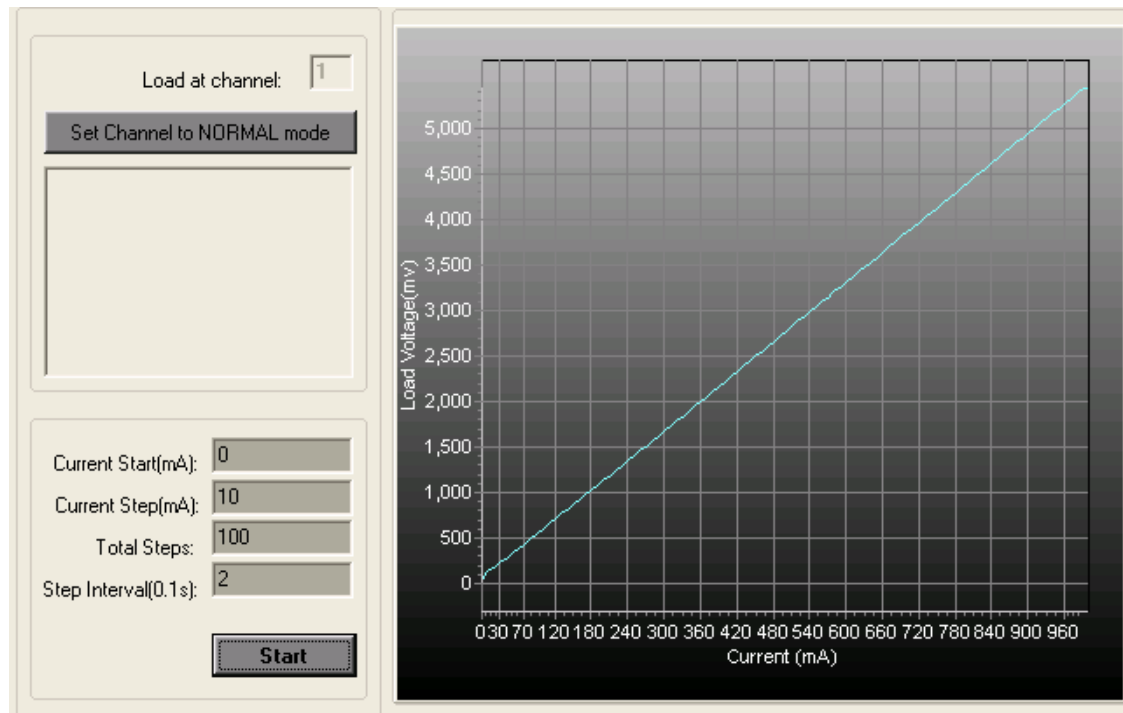 Load at channel: 1
Set Channel to NORMAL mode
Current Start(mA): 0
Current Step(mA): 10
Total Steps: 100
Step Interval(0.1s): 2
Start
Load Voltage(mv)
5,000
4,500
4,000
3,500
3,000
2,500
2,000
1,500
1,000
500
0
0 30 70 120 180 240 300 360 420 480 540 600 660 720 780 840 900 960
Current (mA)